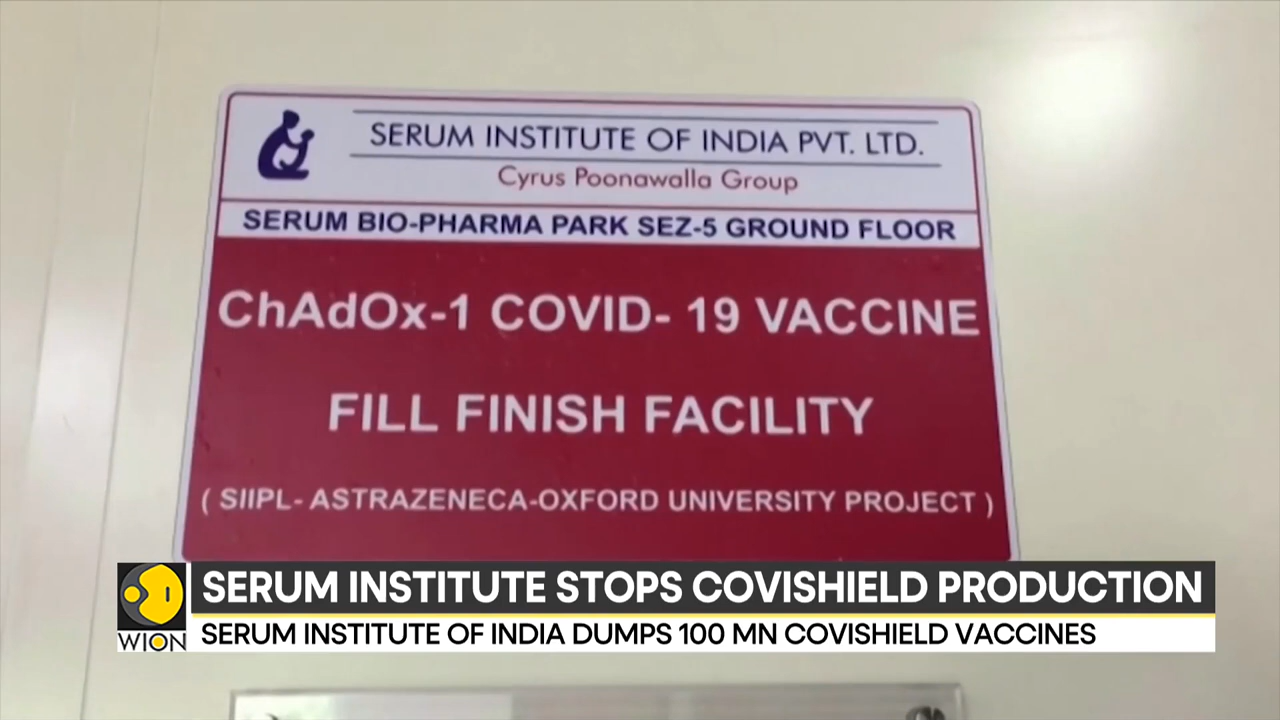 SERUM INSTITUTE OF INDIA PVT. LTD.
Cyrus Poonawalla Group
SERUM BIO-PHARMA PARK SEZ-5 GROUND FLOOR
ChAdOx-1 COVID- 19 VACCINE
FILL FINISH FACILITY
( SIIPL- ASTRAZENECA-OXFORD UNIVERSITY PROJECT )
SERUM INSTITUTE STOPS COVISHIELD PRODUCTION
SERUM INSTITUTE OF INDIA DUMPS 100 MN COVISHIELD VACCINES
WION